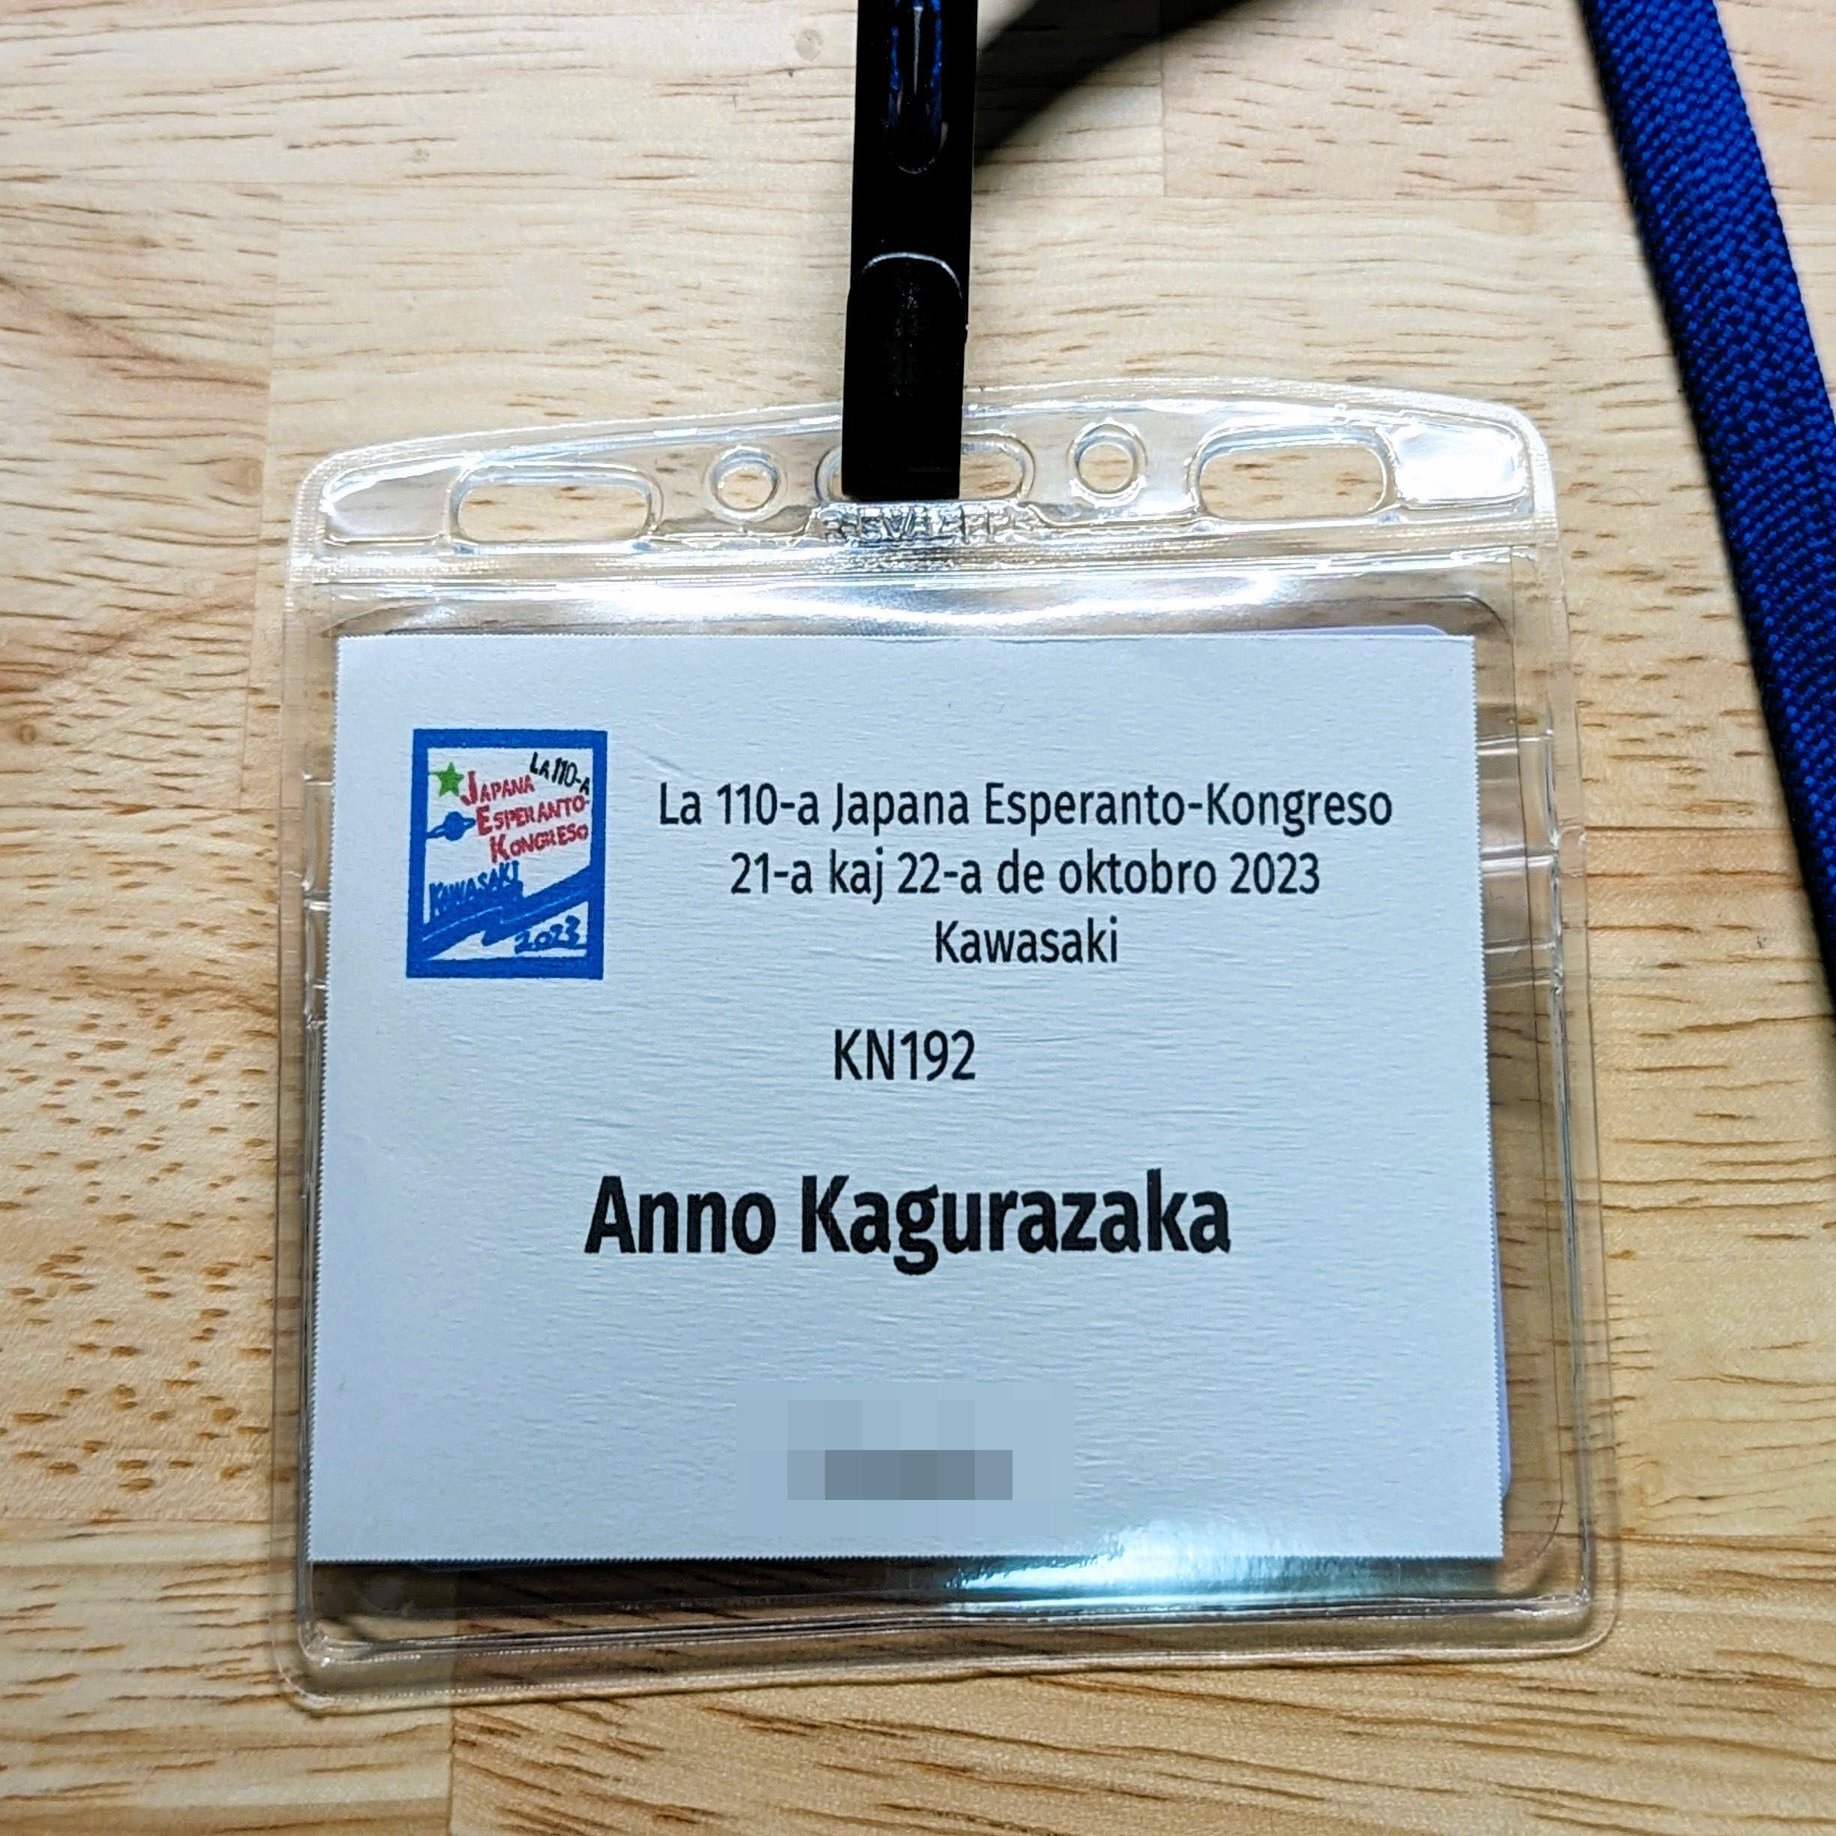 LA 110-A
JAPANA
ESPERANTO-
KONGRESO
KAWASAKI
2023
La 110-a Japana Esperanto-Kongreso
21-a kaj 22-a de oktobro 2023
Kawasaki
KN192
Anno Kagurazaka